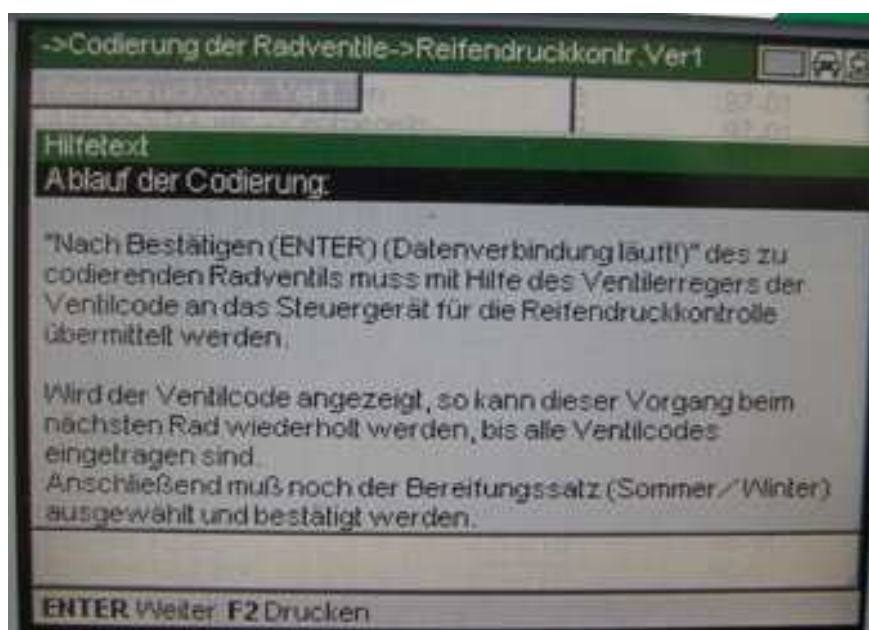 ->Codierung der Radventile->Reifendruckkontr.Ver1
Hilfetext
Ablauf der Codierung:
"Nach Bestätigen (ENTER) (Datenverbindung läuft!)" des zu
codierenden Radventils muss mit Hilfe des Ventilerregers der
Ventilcode an das Steuergerät für die Reifendruckkontrolle
übermittelt werden.
Wird der Ventilcode angezeigt, so kann dieser Vorgang beim
nächsten Rad wiederholt werden, bis alle Ventilcodes
eingetragen sind.
Anschließend muß noch der Bereifungssatz (Sommer/Winter)
ausgewählt und bestätigt werden.
ENTER Weiter F2 Drucken